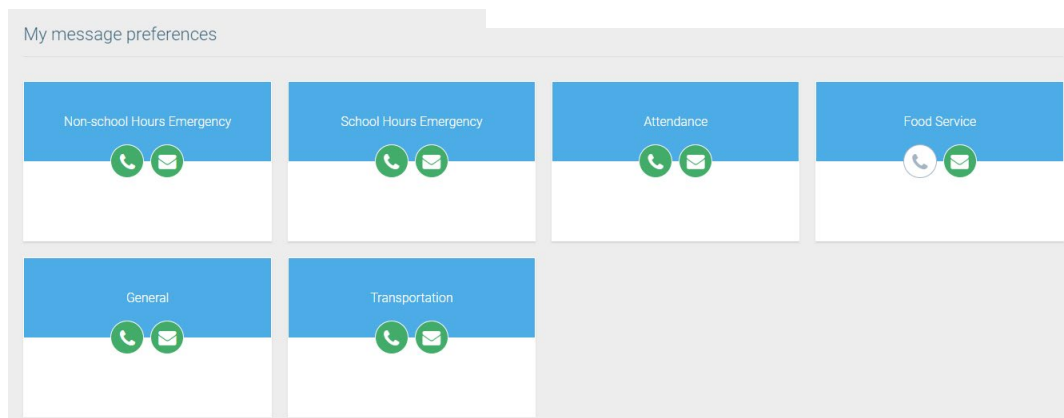 My message preferences
Non-school Hours Emergency
School Hours Emergency
Attendance
Food Service
General
Transportation